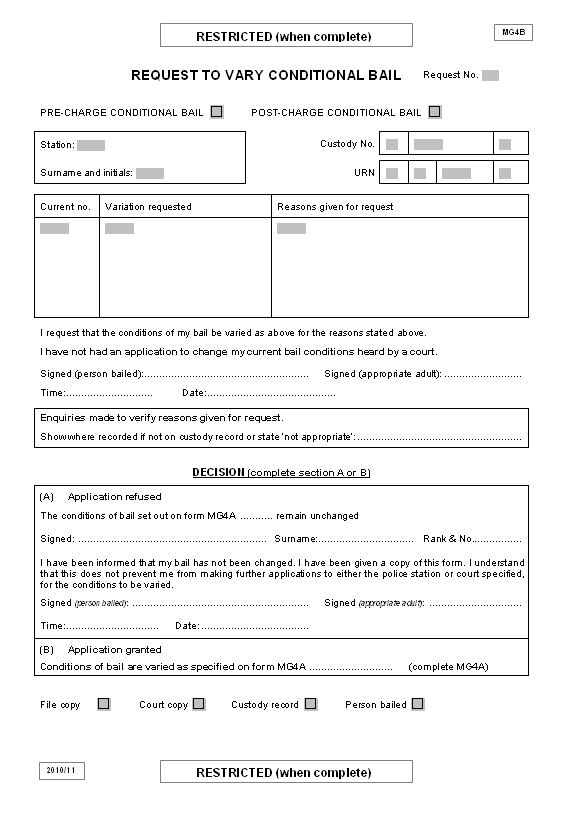 RESTRICTED (when complete)
MG4B
REQUEST TO VARY CONDITIONAL BAIL Request No.
PRE-CHARGE CONDITIONAL BAIL POST-CHARGE CONDITIONAL BAIL
Station: Custody No.
Surname and initials: URN
Current no. Variation requested Reasons given for request
I request that the conditions of my bail be varied as above for the reasons stated above.
I have not had an application to change my current bail conditions heard by a court.
Signed (person bailed):.......................................................... Signed (appropriate adult): ...........................
Time:.............................. Date:.............................................
Enquiries made to verify reasons given for request.
Show where recorded if not on custody record or state 'not appropriate':.........................................................
DECISION (complete section A or B)
(A) Application refused
The conditions of bail set out on form MG4A ........... remain unchanged
Signed: .................................................................. Surname:.................................. Rank & No..................
I have been informed that my bail has not been changed. I have been given a copy of this form. I understand
that this does not prevent me from making further applications to either the police station or court specified,
for the conditions to be varied.
Signed (person bailed): .............................................................. Signed (appropriate adult): ................................
Time:................................ Date:......................................
(B) Application granted
Conditions of bail are varied as specified on form MG4A ............................. (complete MG4A)
File copy Court copy Custody record Person bailed
2010/11
RESTRICTED (when complete)